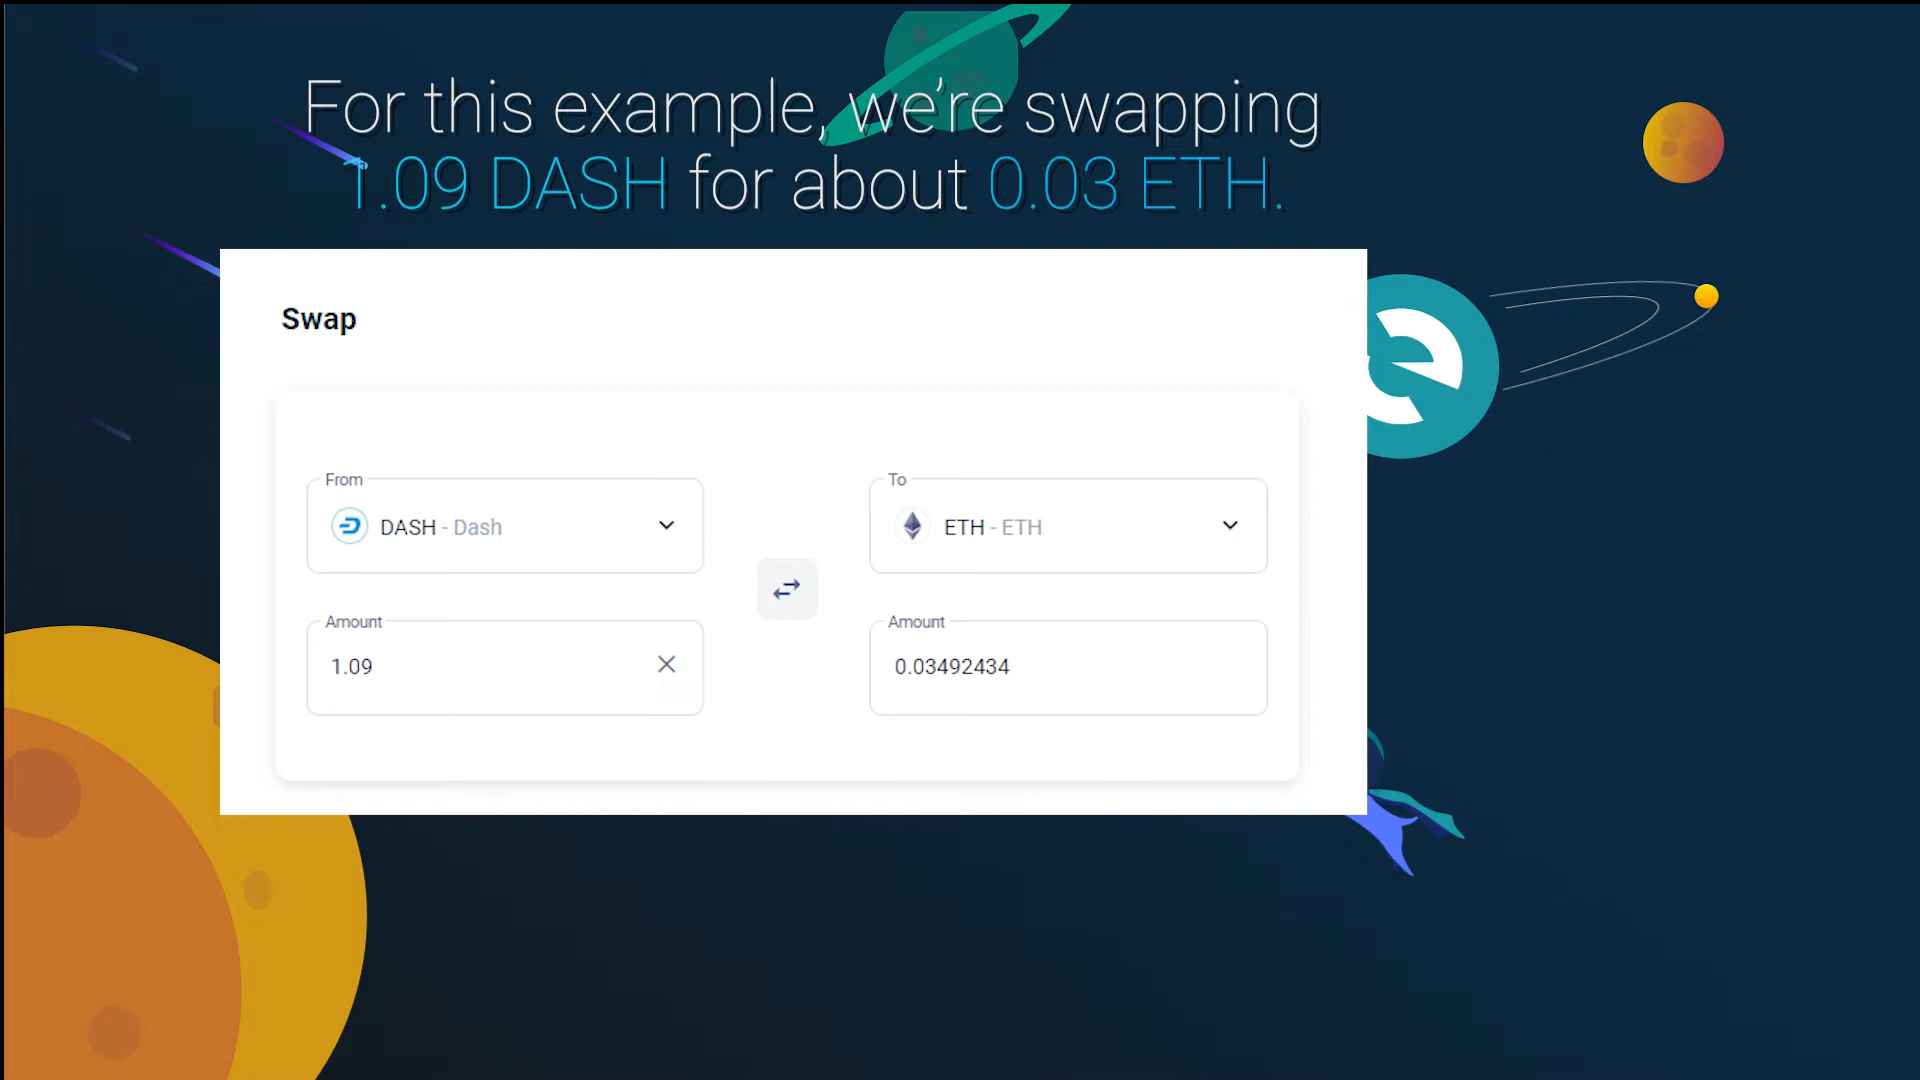 For this example, we're swapping
1.09 DASH for about 0.03 ETH.
Swap
From
DASH - Dash
To
ETH - ETH
Amount
1.09
Amount
0.03492434